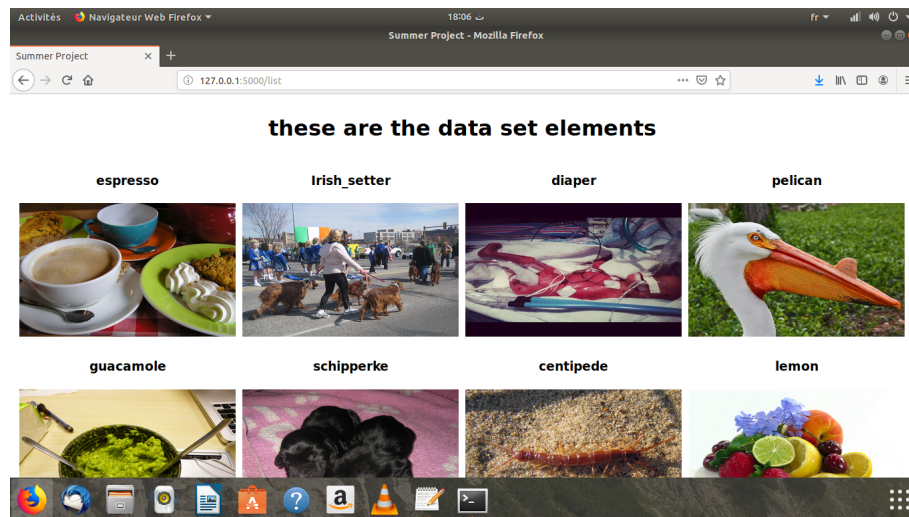 Activités Navigateur Web Firefox 18:06 ث fr
Summer Project - Mozilla Firefox
Summer Project
127.0.0.1:5000/list
these are the data set elements
espresso Irish_setter diaper pelican
guacamole schipperke centipede lemon